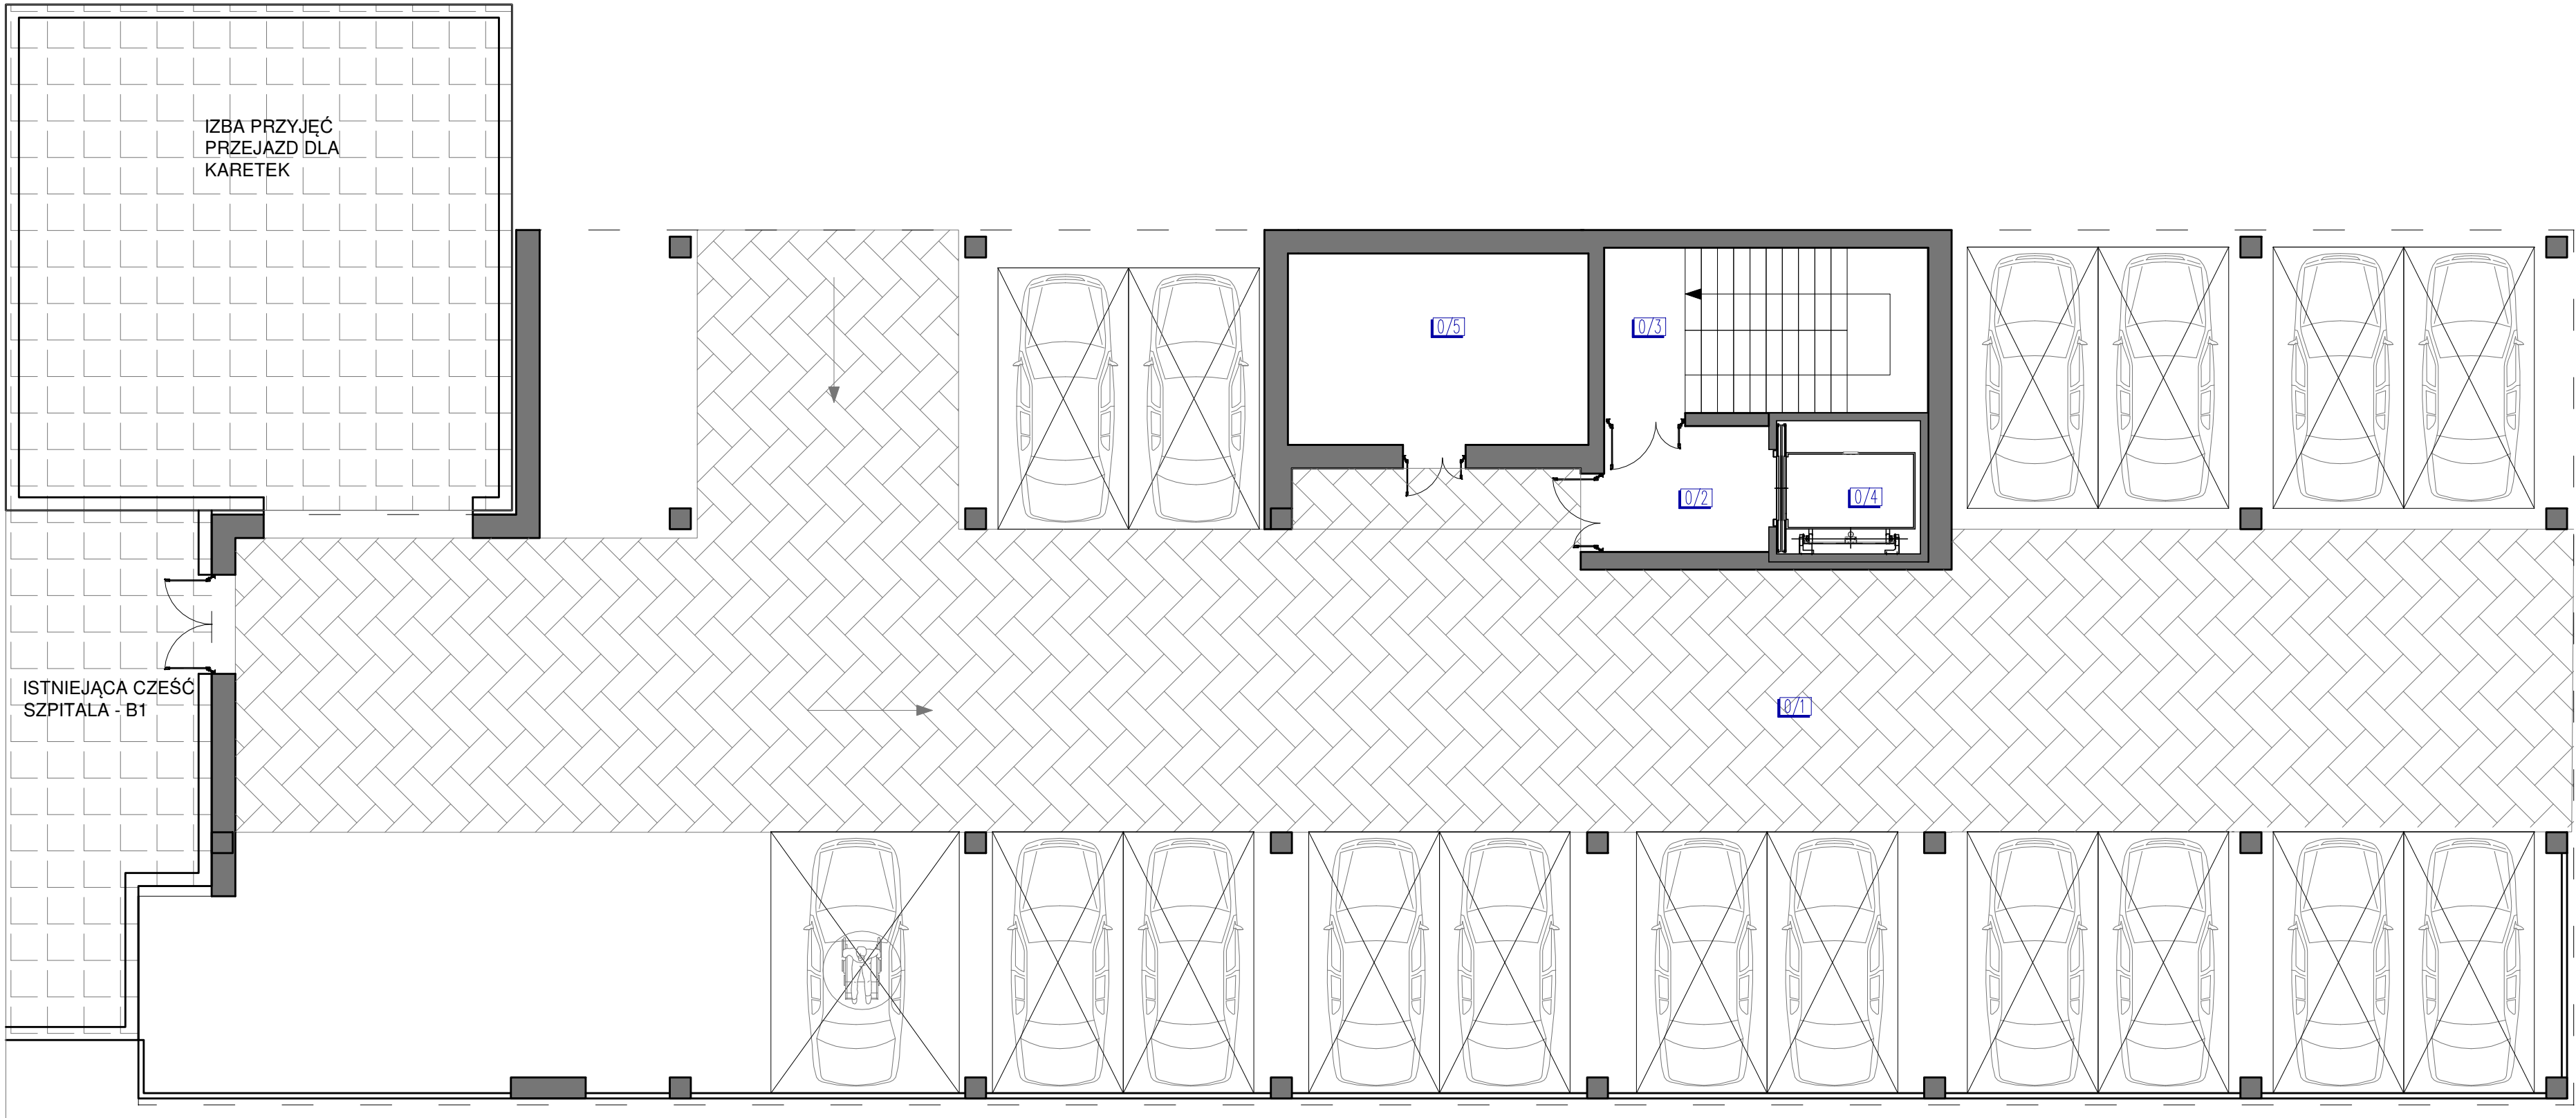 IZBA PRZYJĘĆ
PRZEJAZD DLA
KARETEK
0/5
0/3
0/2
0/4
ISTNIEJĄCA CZEŚĆ
SZPITALA - B1
0/1